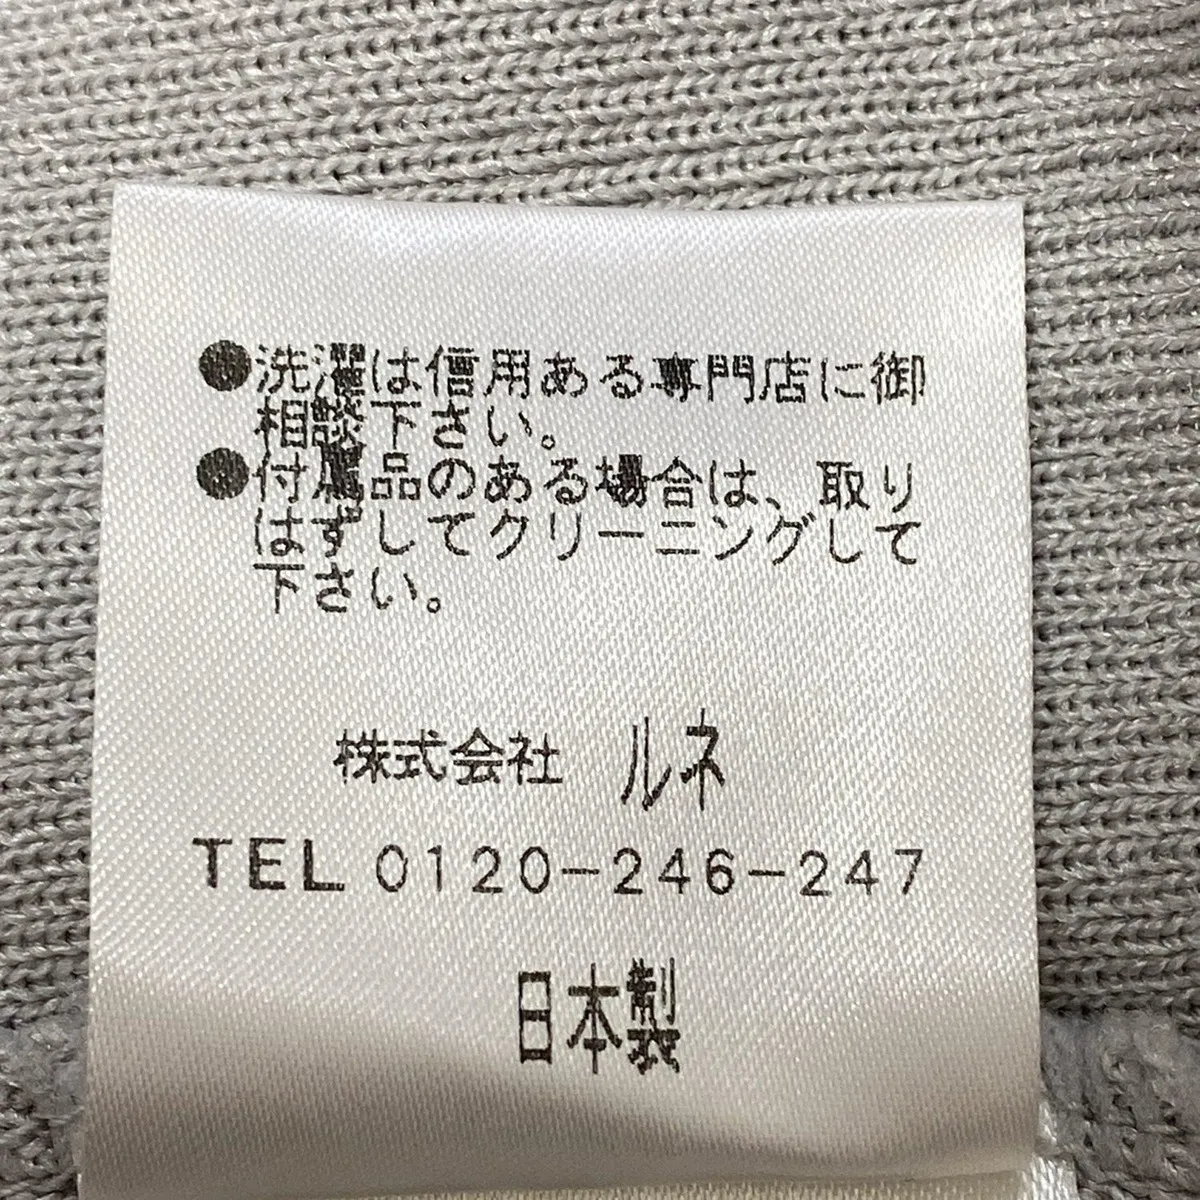 ●洗濯は信用ある専門店に御
相談下さい。
●付属品のある場合は、取り
はずしてクリーニングして
下さい。
株式会社 ルネ
TEL 0120-246-247
日本製